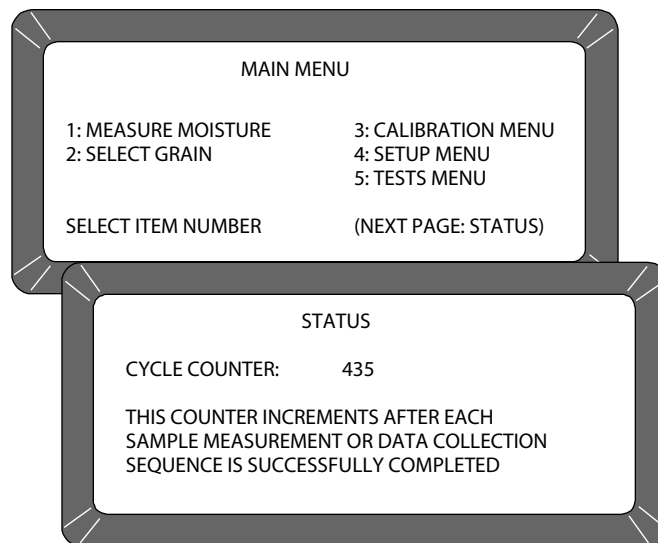 MAIN MENU
1: MEASURE MOISTURE 3: CALIBRATION MENU
2: SELECT GRAIN 4: SETUP MENU
5: TESTS MENU
SELECT ITEM NUMBER (NEXT PAGE: STATUS)
STATUS
CYCLE COUNTER: 435
THIS COUNTER INCREMENTS AFTER EACH
SAMPLE MEASUREMENT OR DATA COLLECTION
SEQUENCE IS SUCCESSFULLY COMPLETED